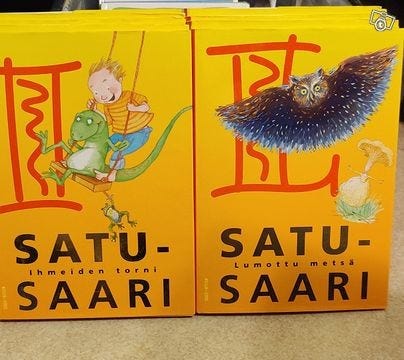 SATU-
Ihmeiden torni
SAARI
SATU-
Lumottu metsä
SAARI